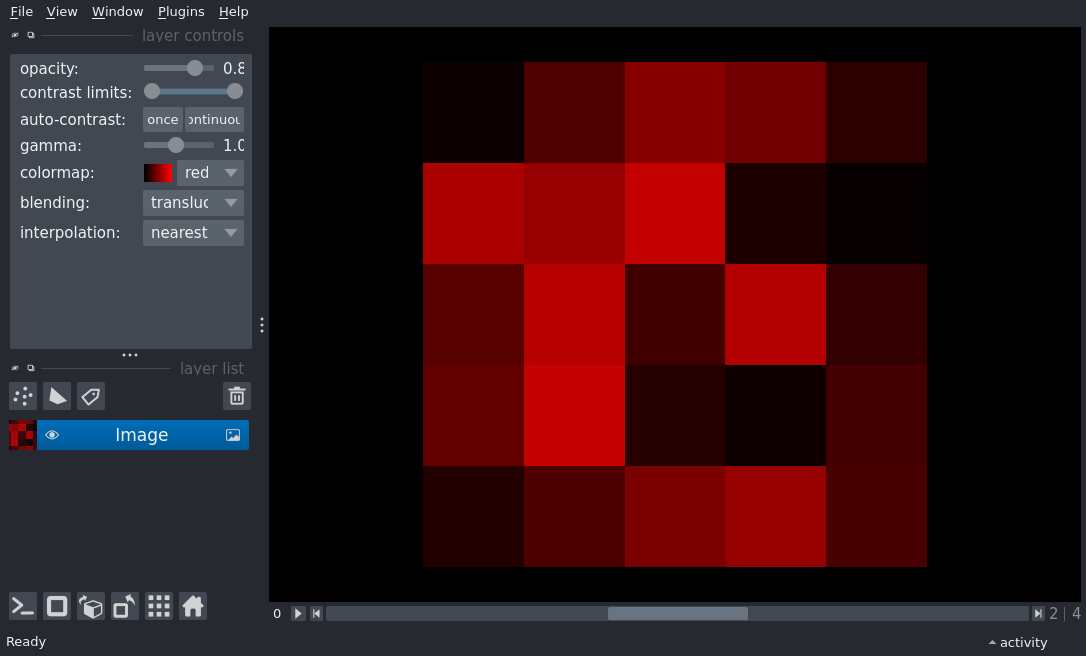 File View Window Plugins Help
layer controls
opacity: 0.8
contrast limits:
auto-contrast: once ontinuou
gamma: 1.0
colormap: red
blending: transluc
interpolation: nearest
layer list
Image
0 2 | 4
Ready activity